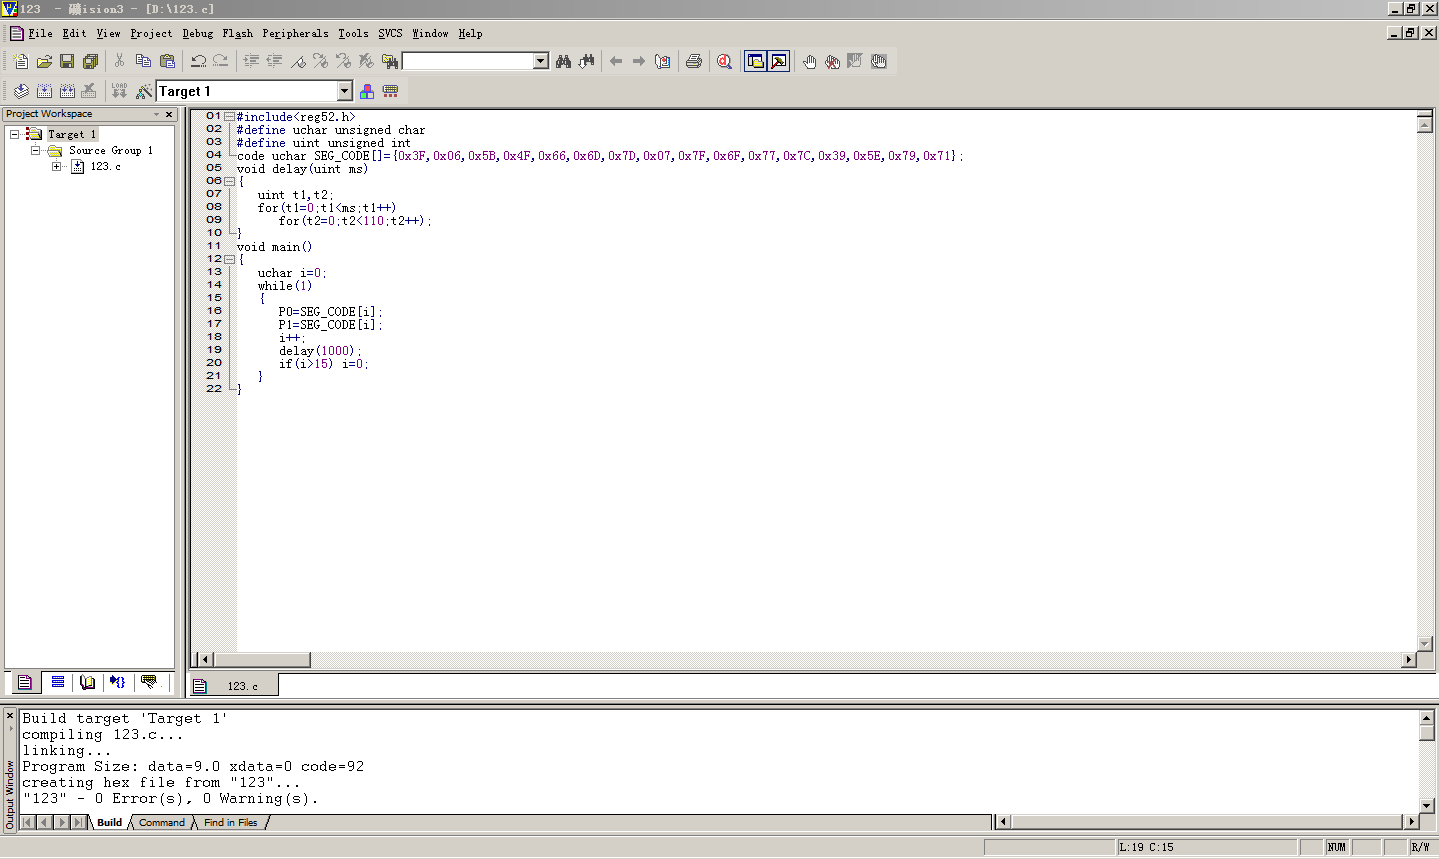 123  - 礦ision3 - [D:\123.c]
File Edit View Project Debug Flash Peripherals Tools SVCS Window Help
LOAD Target 1
Project Workspace
Target 1
Source Group 1
123.c
01 #include<reg52.h>
02 #define uchar unsigned char
03 #define uint unsigned int
04 code uchar SEG_CODE[]={0x3F,0x06,0x5B,0x4F,0x66,0x6D,0x7D,0x07,0x7F,0x6F,0x77,0x7C,0x39,0x5E,0x79,0x71};
05 void delay(uint ms)
06 {
07    uint t1,t2;
08    for(t1=0;t1<ms;t1++)
09       for(t2=0;t2<110;t2++);
10 }
11 void main()
12 {
13    uchar i=0;
14    while(1)
15    {
16       P0=SEG_CODE[i];
17       P1=SEG_CODE[i];
18       i++;
19       delay(1000);
20       if(i>15) i=0;
21    }
22 }
123.c
Output Window
Build target 'Target 1'
compiling 123.c...
linking...
Program Size: data=9.0 xdata=0 code=92
creating hex file from "123"...
"123" - 0 Error(s), 0 Warning(s).
Build Command Find in Files
L:19 C:15 NUM R/W